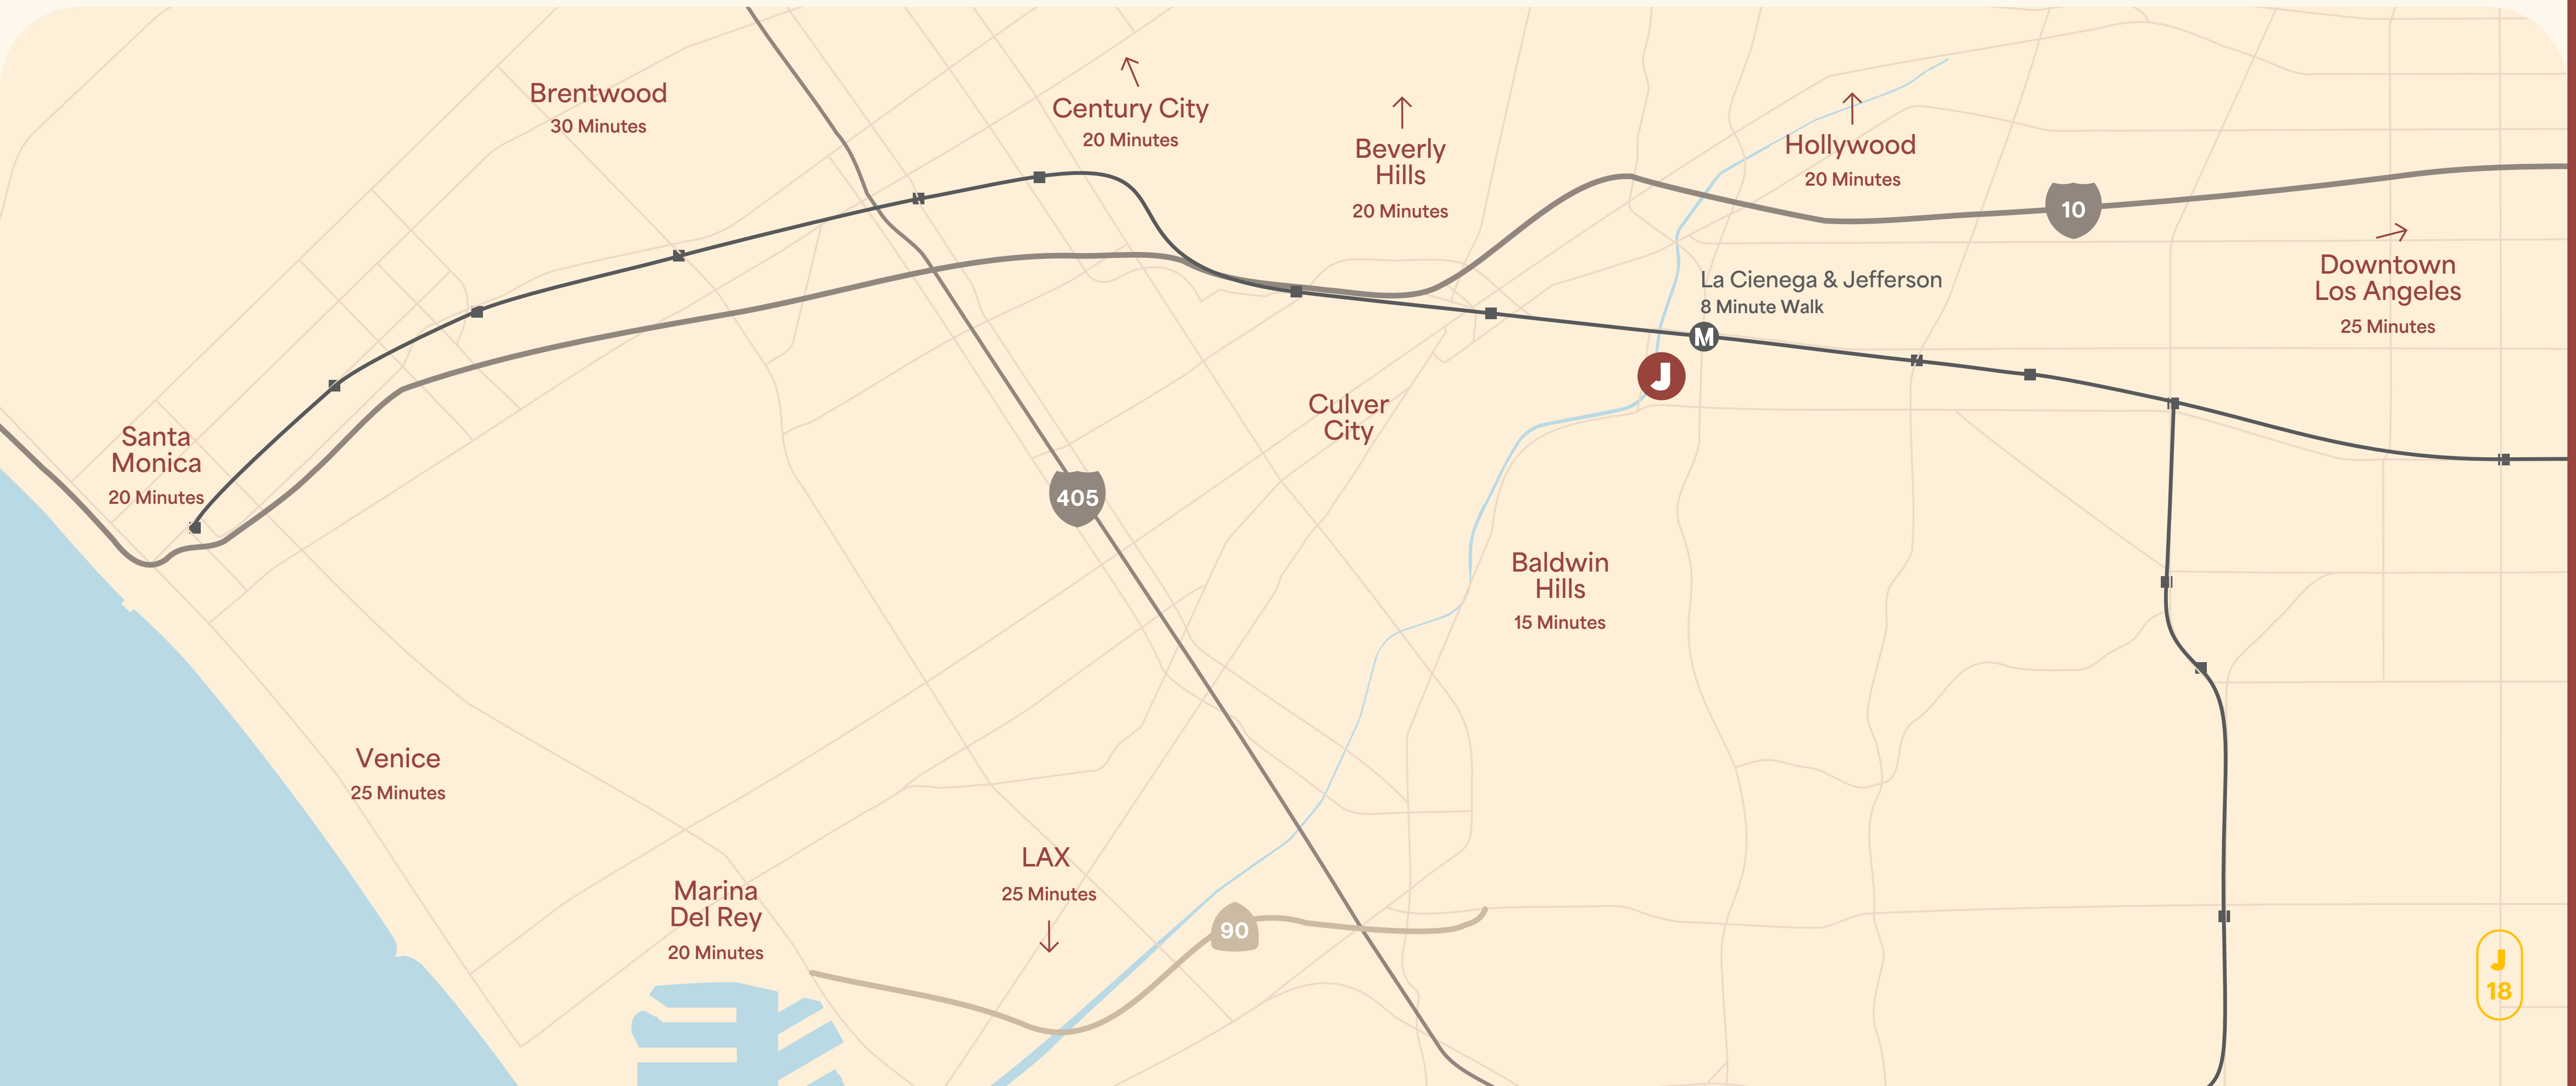 Brentwood
30 Minutes
Century City
20 Minutes
Beverly
Hills
20 Minutes
Hollywood
20 Minutes
10
Downtown
Los Angeles
25 Minutes
La Cienega & Jefferson
8 Minute Walk
M
J
Culver
City
Santa
Monica
20 Minutes
405
Baldwin
Hills
15 Minutes
Venice
25 Minutes
LAX
25 Minutes
Marina
Del Rey
20 Minutes
90
J
18